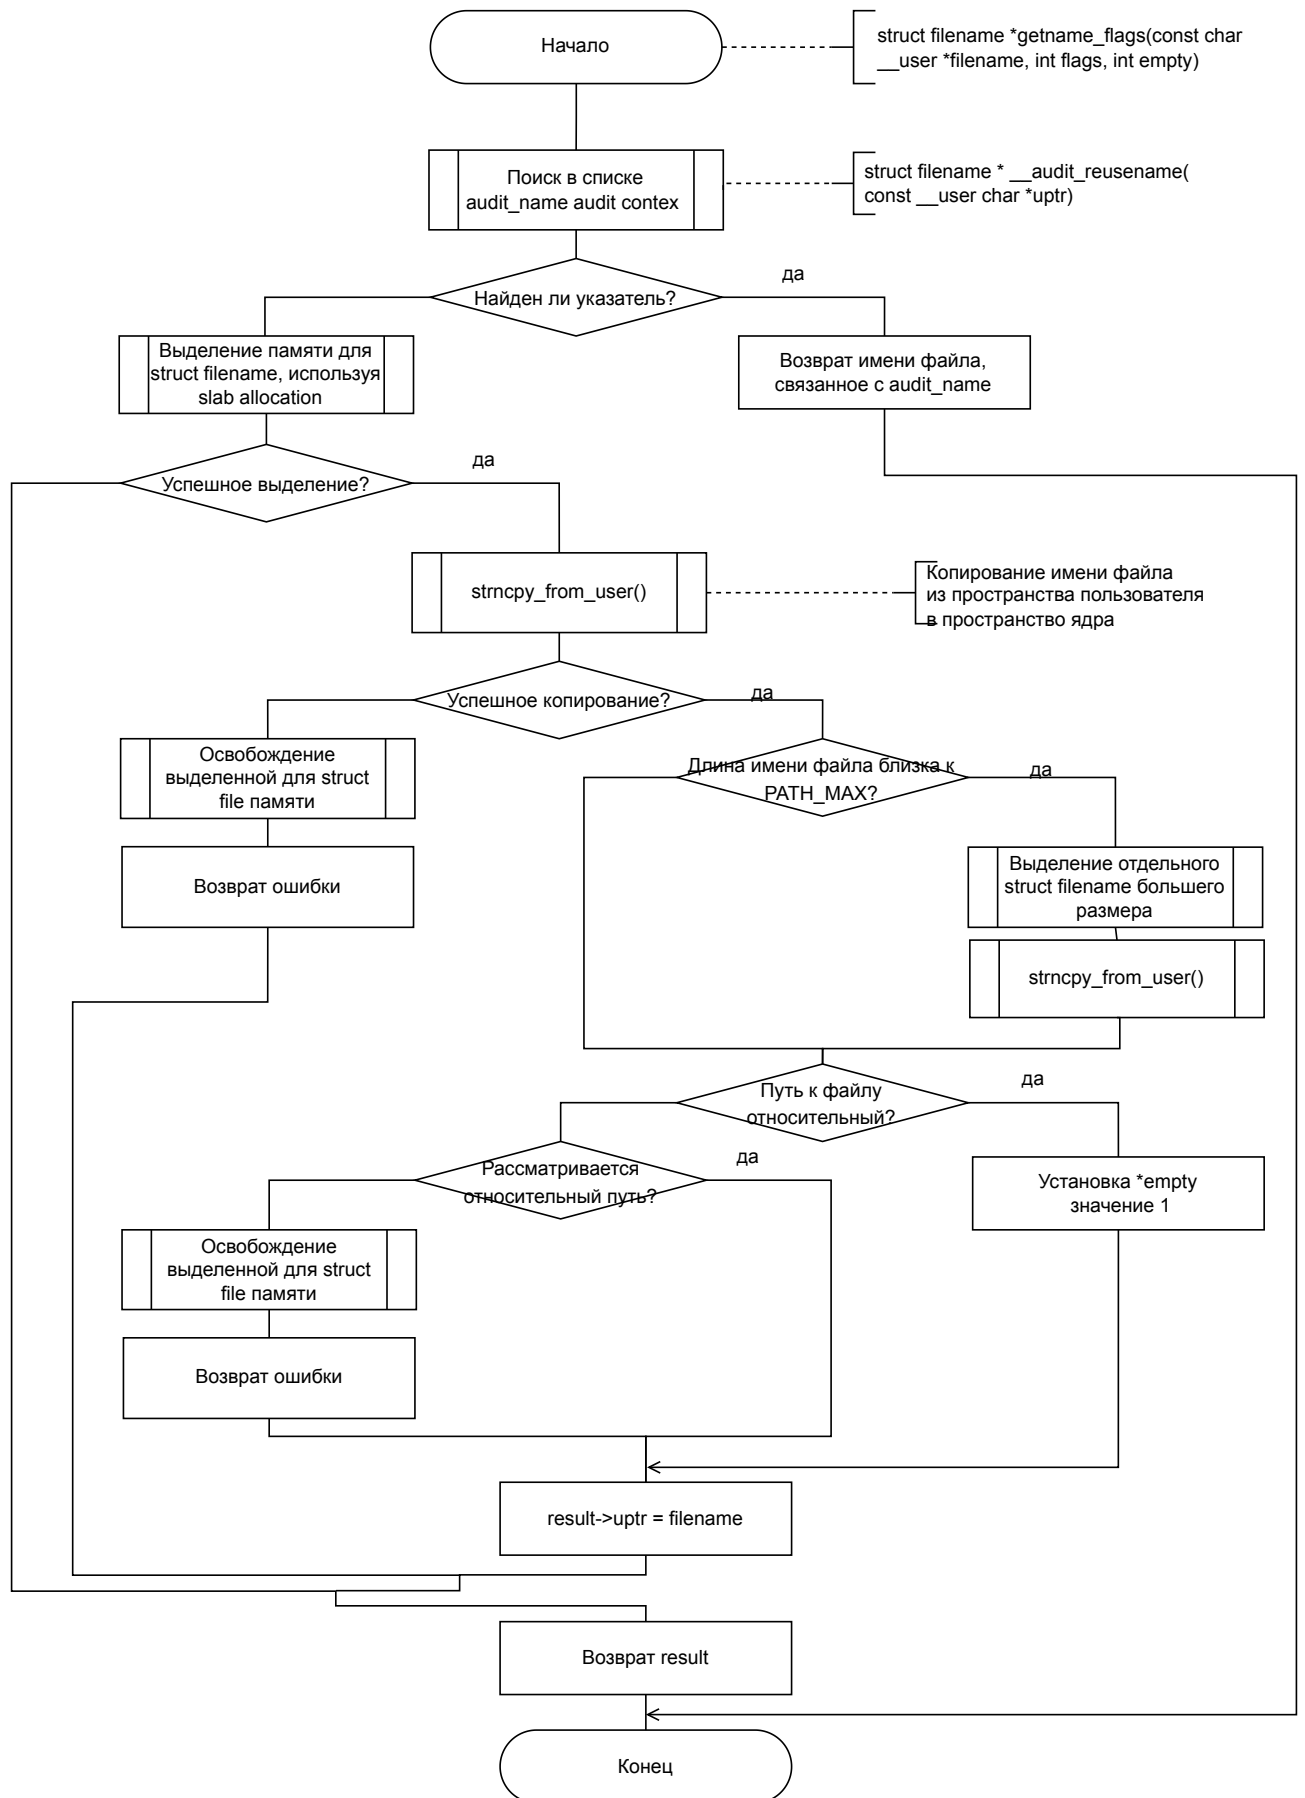 Начало
struct filename *getname_flags(const char
__user *filename, int flags, int empty)
Поиск в списке
audit_name audit contex
struct filename * __audit_reusename(
const __user char *uptr)
да
Найден ли указатель?
Выделение памяти для
struct filename, используя
slab allocation
Возврат имени файла,
связанное с audit_name
да
Успешное выделение?
strncpy_from_user()
Копирование имени файла
из пространства пользователя
в пространство ядра
Успешное копирование?
да
Освобождение
выделенной для struct
file памяти
Длина имени файла близка к
PATH_MAX?
да
Возврат ошибки
Выделение отдельного
struct filename большего
размера
strncpy_from_user()
Путь к файлу
относительный?
да
Рассматривается
относительный путь?
да
Установка *empty
значение 1
Освобождение
выделенной для struct
file памяти
Возврат ошибки
result->uptr = filename
Возврат result
Конец